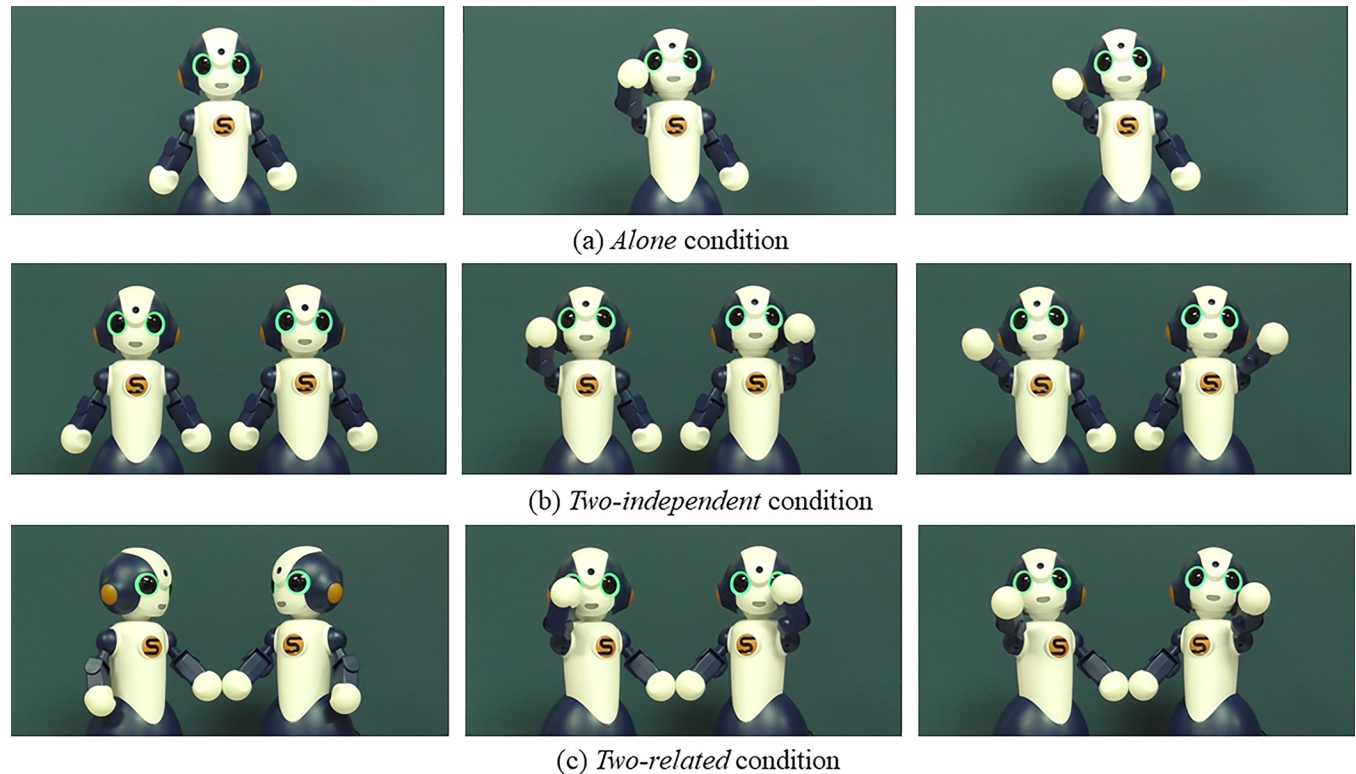 S
S
S
(a) Alone condition
S
S
S
S
S
S
(b) Two-independent condition
S
S
S
S
S
S
(c) Two-related condition